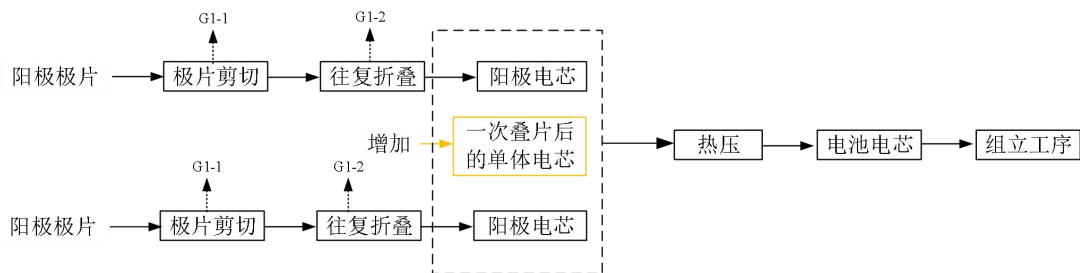 G1-1
G1-2
阳极极片
极片剪切
往复折叠
阳极电芯
增加
一次叠片后
的单体电芯
热压
电池电芯
组立工序
G1-1
G1-2
阳极极片
极片剪切
往复折叠
阳极电芯